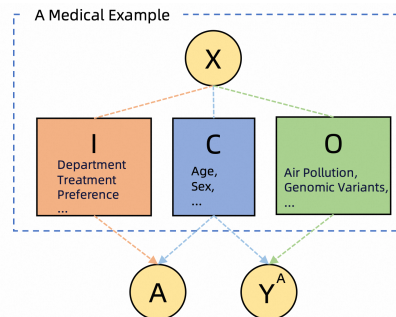 A Medical Example
X
I
Department
Treatment
Preference
...
C
Age,
Sex,
...
O
Air Pollution,
Genomic Variants,
...
A
Y^A